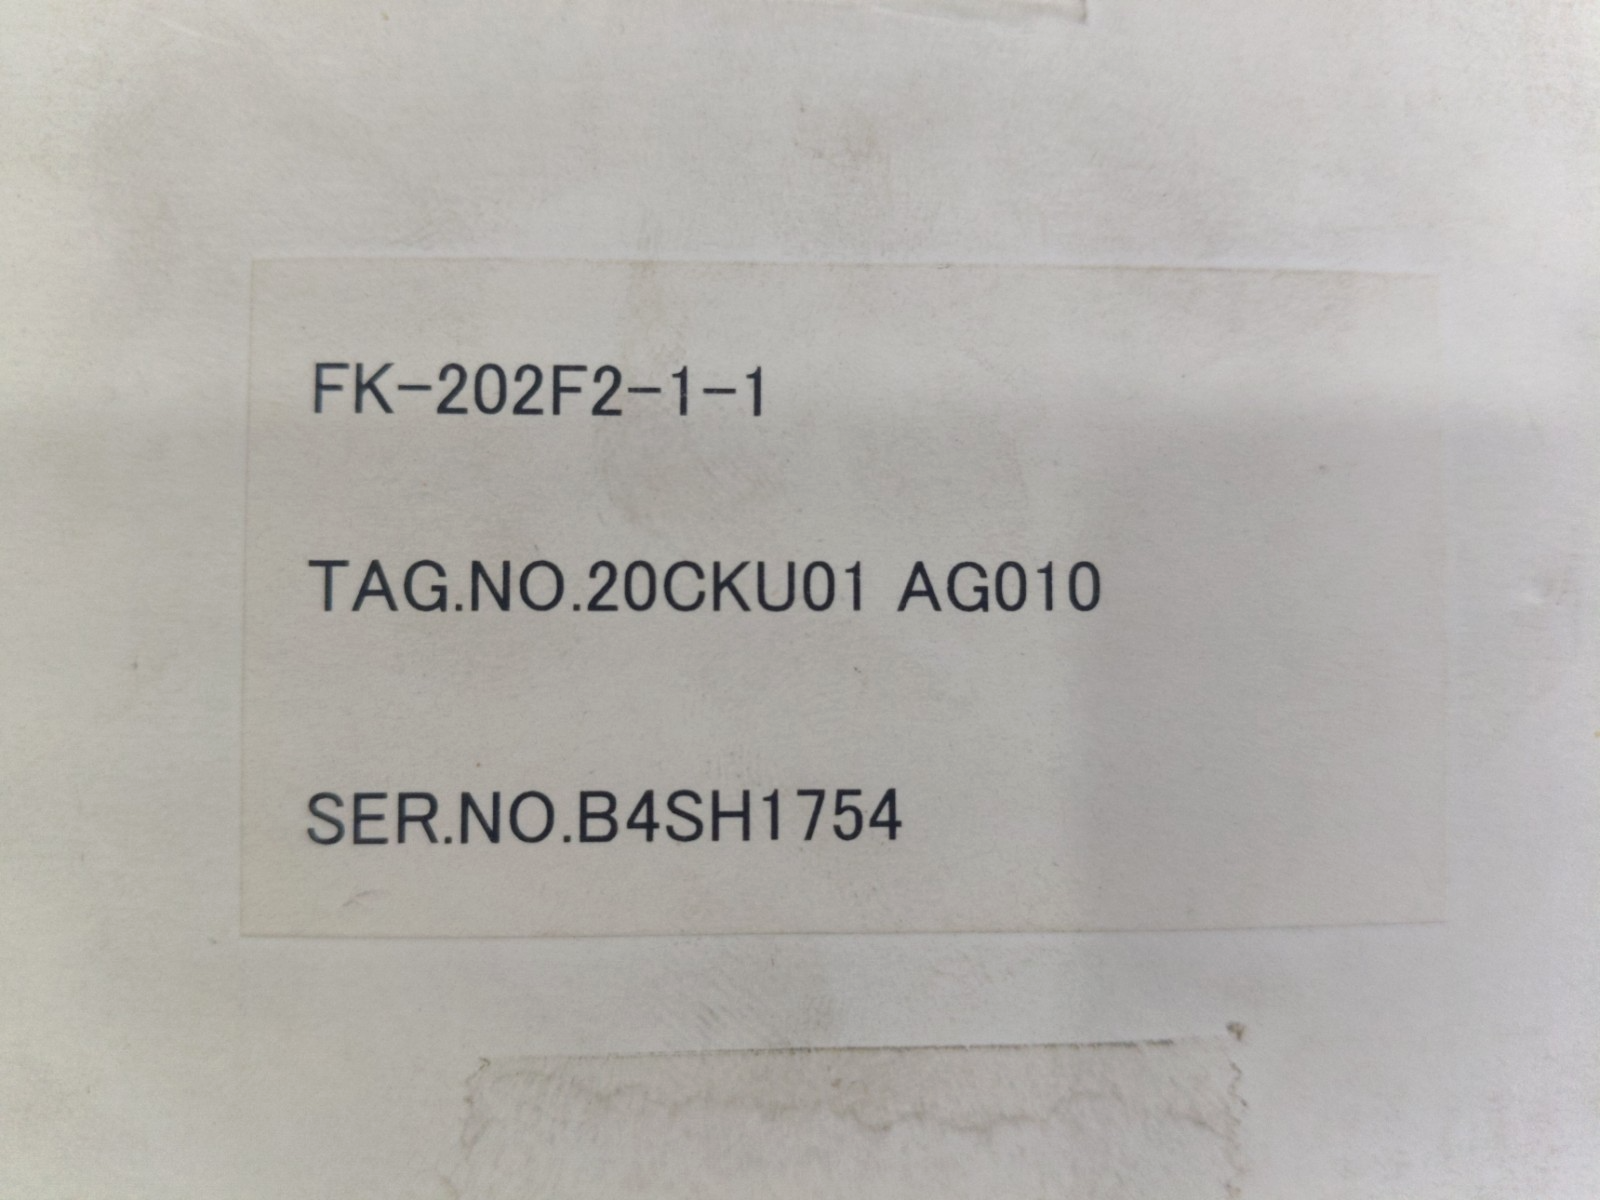 FK-202F2-1-1
TAG.NO.20CKU01 AG010
SER.NO.B4SH1754